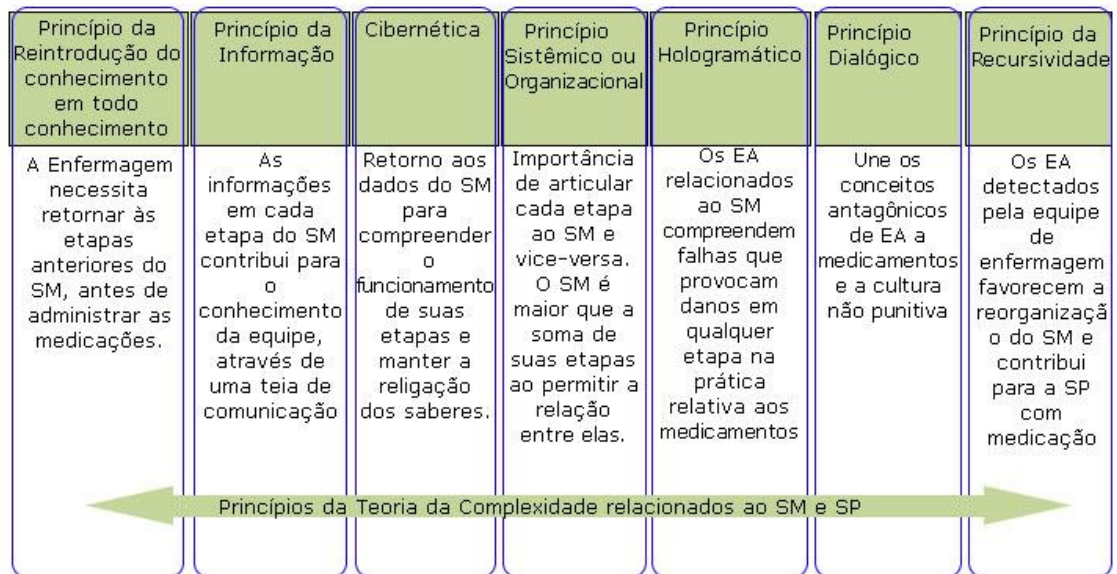 Princípio da
Reintrodução do
conhecimento
em todo
conhecimento
A Enfermagem
necessita
retornar às
etapas
anteriores do
SM, antes de
administrar as
medicações.
Princípio da
Informação
As
informações
em cada
etapa do SM
contribui para
o
conhecimento
da equipe,
através de
uma teia de
comunicação
Cibernética
Retorno aos
dados do SM
para
compreender
o
funcionamento
de suas
etapas e
manter a
religação
dos saberes.
Princípio
Sistêmico ou
Organizacional
Importância
de articular
cada etapa
ao SM e
vice-versa.
O SM é
maior que a
soma de
suas etapas
ao permitir a
relação
entre elas.
Princípio
Hologramático
Os EA
relacionados
ao SM
compreendem
falhas que
provocam
danos em
qualquer
etapa na
prática
relativa aos
medicamentos
Princípio
Dialógico
Une os
conceitos
antagônicos
de EA a
medicamentos
e a cultura
não punitiva
Princípio da
Recursividade
Os EA
detectados
pela equipe
de
enfermagem
favorecem a
reorganizaçã
o do SM e
contribui
para a SP
com
medicação
Princípios da Teoria da Complexidade relacionados ao SM e SP